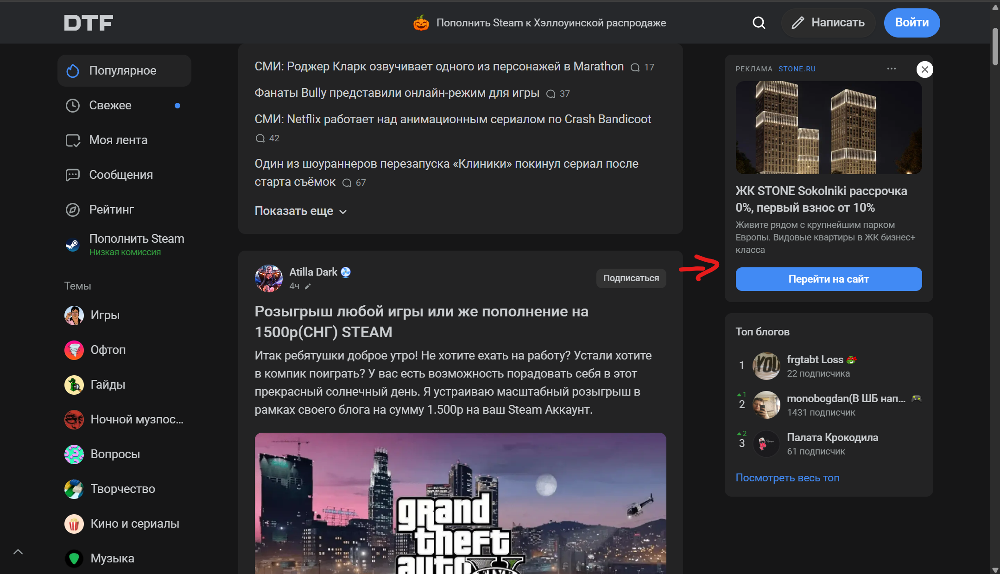 DTF
Пополнить Steam к Хэллоуинской распродаже
Написать
Войти
Популярное
Свежее
Моя лента
Сообщения
Рейтинг
Пополнить Steam
Низкая комиссия
Темы
Игры
Офтоп
Гайды
Ночной музпос...
Вопросы
Творчество
Кино и сериалы
Музыка
СМИ: Роджер Кларк озвучивает одного из персонажей в Marathon 17
Фанаты Bully представили онлайн-режим для игры 37
СМИ: Netflix работает над анимационным сериалом по Crash Bandicoot
42
Один из шоураннеров перезапуска «Клиники» покинул сериал после
старта съёмок 67
Показать еще
Atilla Dark
4ч
Подписаться
Розыгрыш любой игры или же пополнение на
1500р(СНГ) STEAM
Итак ребятушки доброе утро! Не хотите ехать на работу? Устали хотите
в компик поиграть? У вас есть возможность порадовать себя в этот
прекрасный солнечный день. Я устраиваю масштабный розыгрыш в
рамках своего блога на сумму 1.500р на ваш Steam Аккаунт.
grand
theft
auto
РЕКЛАМА STONE.RU
ЖК STONE Sokolniki рассрочка
0%, первый взнос от 10%
Живите рядом с крупнейшим парком
Европы. Видовые квартиры в ЖК бизнес+
класса
Перейти на сайт
Топ блогов
1
YOU
frgtabt Loss
22 подписчика
1
2
monobogdan(В ШБ нап...
1431 подписчик
2
3
Палата Крокодила
61 подписчик
Посмотреть весь топ